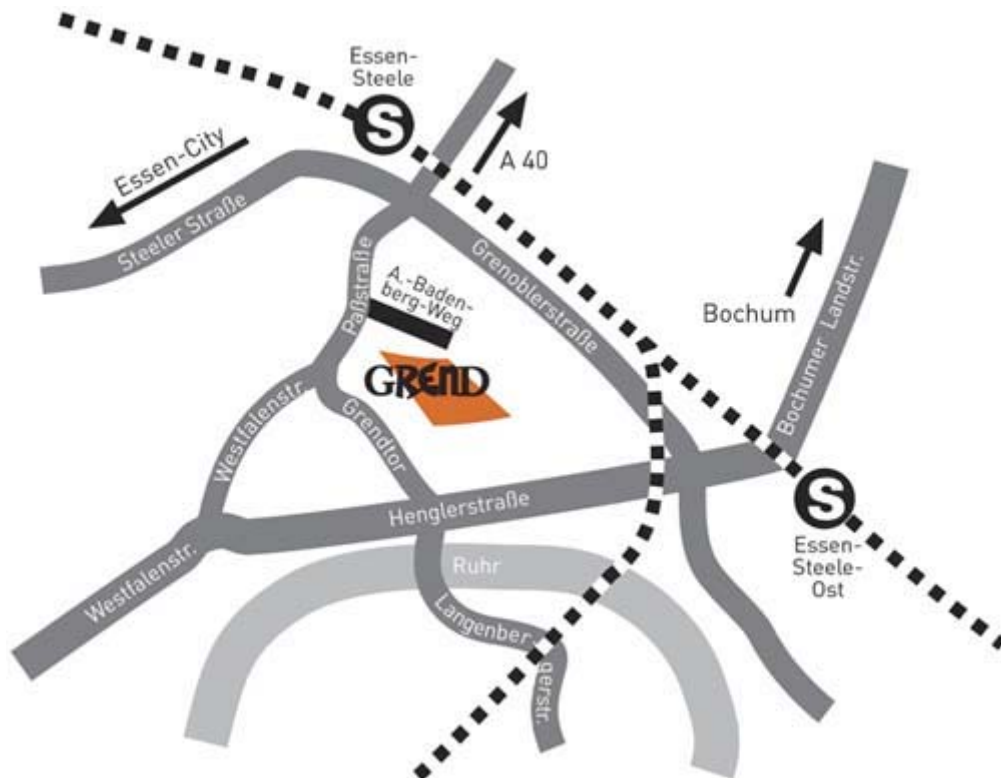 Essen-
Steele
S
A 40
Essen-City
Steeler Straße
Paßstraße
A.-Baden-
berg-Weg
Grenoblerstraße
Bochum
Bochumer Landstr.
GREND
Westfalenstr.
Grendtor
Henglerstraße
S
Essen-
Steele-
Ost
Westfalenstr.
Ruhr
Langenber-
gerstr.